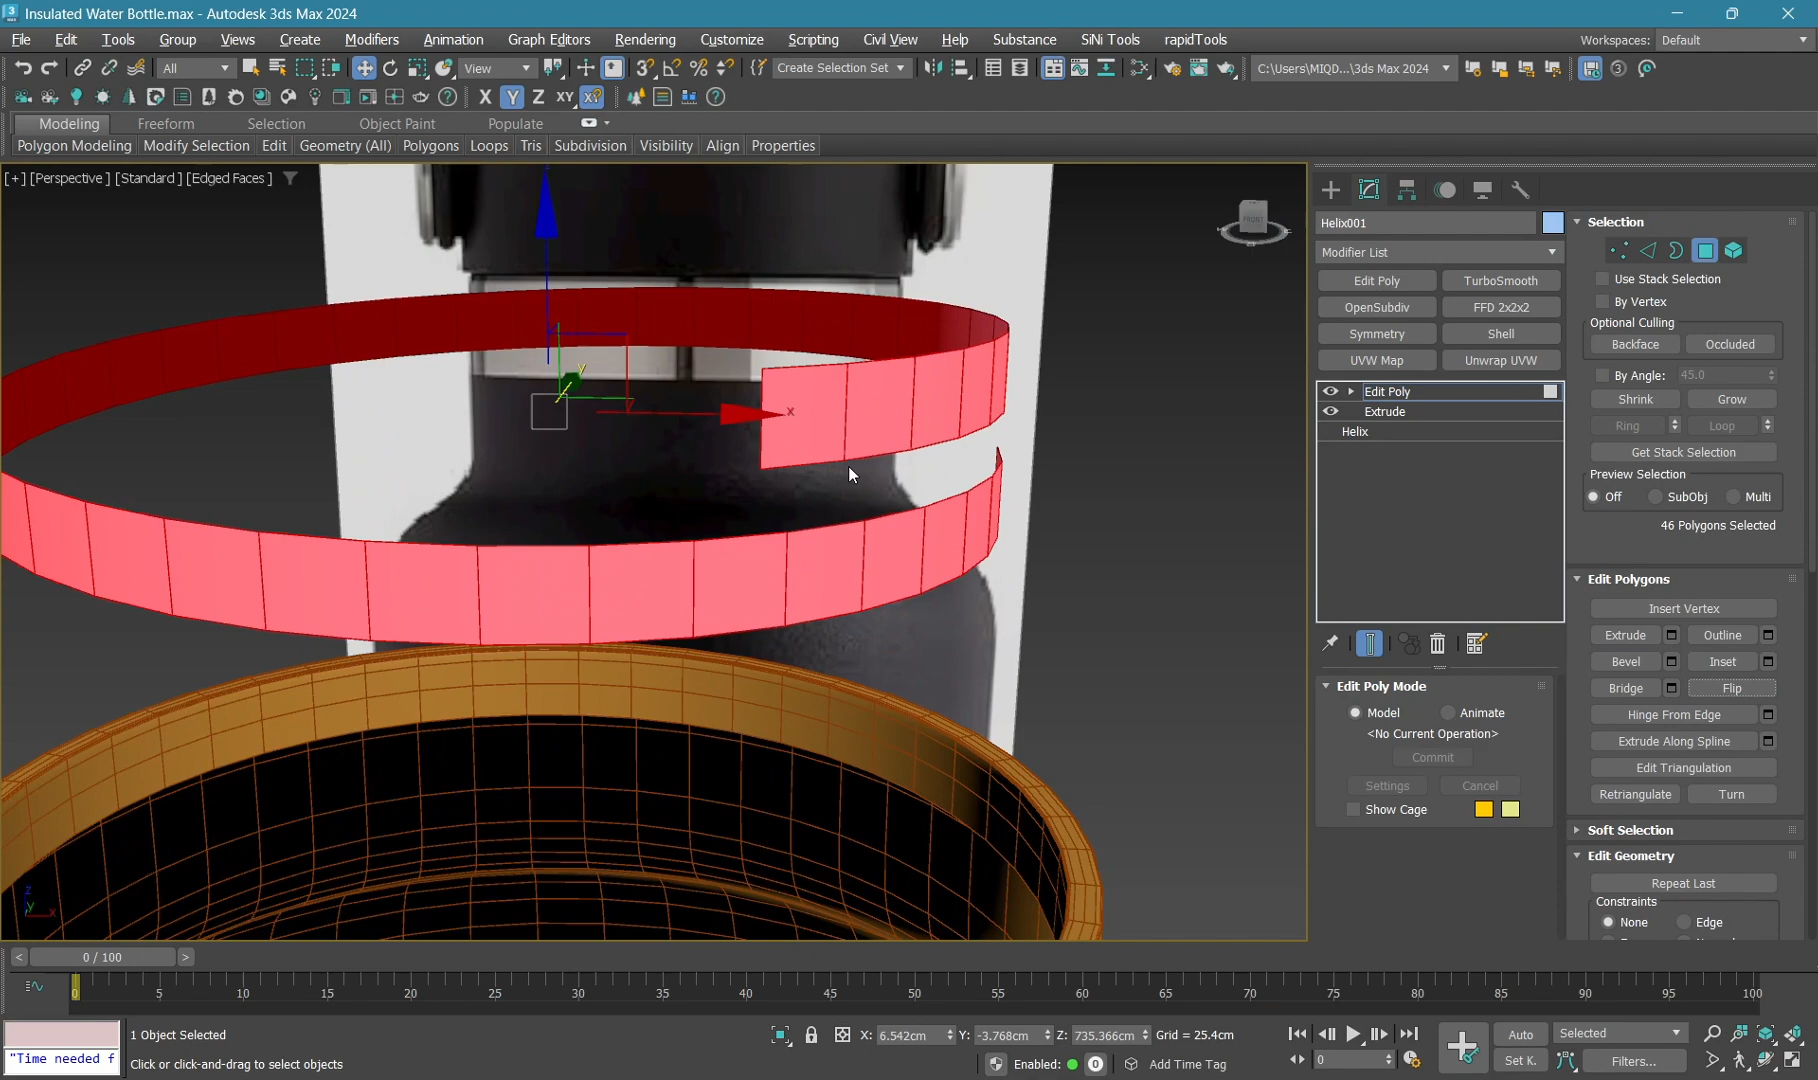 Insulated Water Bottle.max - Autodesk 3ds Max 2024
File Edit Tools Group Views Create Modifiers Animation Graph Editors Rendering Customize Scripting Civil View Help Substance SiNi Tools rapidTools
Workspaces: Default
All View Create Selection Set C:\Users\MIQD...\3ds Max 2024
X Y Z XY
Modeling Freeform Selection Object Paint Populate
Polygon Modeling Modify Selection Edit Geometry (All) Polygons Loops Tris Subdivision Visibility Align Properties
[+] [Perspective ] [Standard ] [Edged Faces ]
FRONT
y
x
z
y
x
Helix001
Modifier List
Edit Poly TurboSmooth
OpenSubdiv FFD 2x2x2
Symmetry Shell
UVW Map Unwrap UVW
Edit Poly
Extrude
Helix
Edit Poly Mode
Model Animate
<No Current Operation>
Commit
Settings Cancel
Show Cage
Selection
Use Stack Selection
By Vertex
Optional Culling
Backface Occluded
By Angle: 45.0
Shrink Grow
Ring Loop
Get Stack Selection
Preview Selection
Off SubObj Multi
46 Polygons Selected
Edit Polygons
Insert Vertex
Extrude Outline
Bevel Inset
Bridge Flip
Hinge From Edge
Extrude Along Spline
Edit Triangulation
Retriangulate Turn
Soft Selection
Edit Geometry
Repeat Last
Constraints
None Edge
< 0 / 100 >
0 5 10 15 20 25 30 35 40 45 50 55 60 65 70 75 80 85 90 95 100
"Time needed f
1 Object Selected
Click or click-and-drag to select objects
X: 6.542cm Y: -3.768cm Z: 735.366cm Grid = 25.4cm
Enabled: 0 Add Time Tag
0
Auto Selected
Set K. Filters...